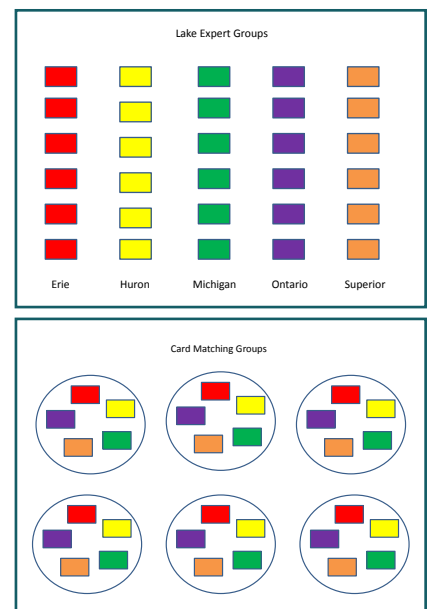 Lake Expert Groups
Erie Huron Michigan Ontario Superior
Card Matching Groups